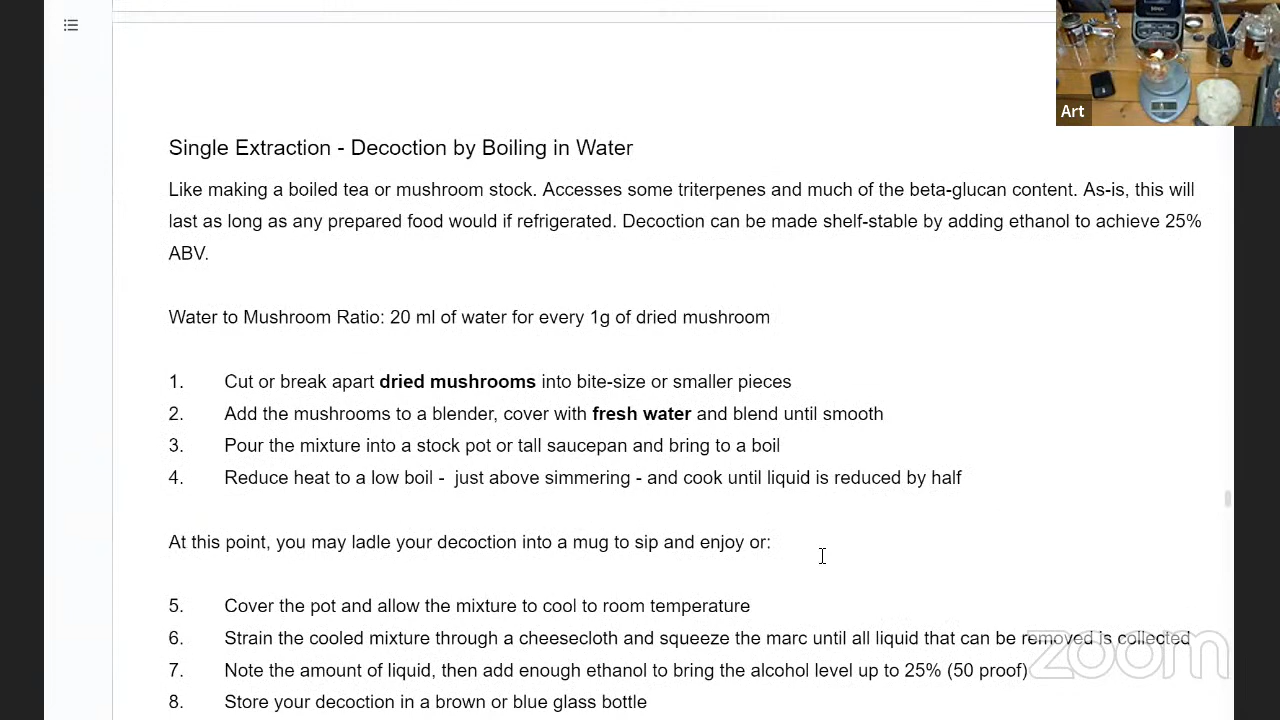 Art
Single Extraction - Decoction by Boiling in Water
Like making a boiled tea or mushroom stock. Accesses some triterpenes and much of the beta-glucan content. As-is, this will
last as long as any prepared food would if refrigerated. Decoction can be made shelf-stable by adding ethanol to achieve 25%
ABV.
Water to Mushroom Ratio: 20 ml of water for every 1g of dried mushroom
1. Cut or break apart dried mushrooms into bite-size or smaller pieces
2. Add the mushrooms to a blender, cover with fresh water and blend until smooth
3. Pour the mixture into a stock pot or tall saucepan and bring to a boil
4. Reduce heat to a low boil -  just above simmering - and cook until liquid is reduced by half
At this point, you may ladle your decoction into a mug to sip and enjoy or:
5. Cover the pot and allow the mixture to cool to room temperature
6. Strain the cooled mixture through a cheesecloth and squeeze the marc until all liquid that can be removed is collected
7. Note the amount of liquid, then add enough ethanol to bring the alcohol level up to 25% (50 proof)
8. Store your decoction in a brown or blue glass bottle
zoom